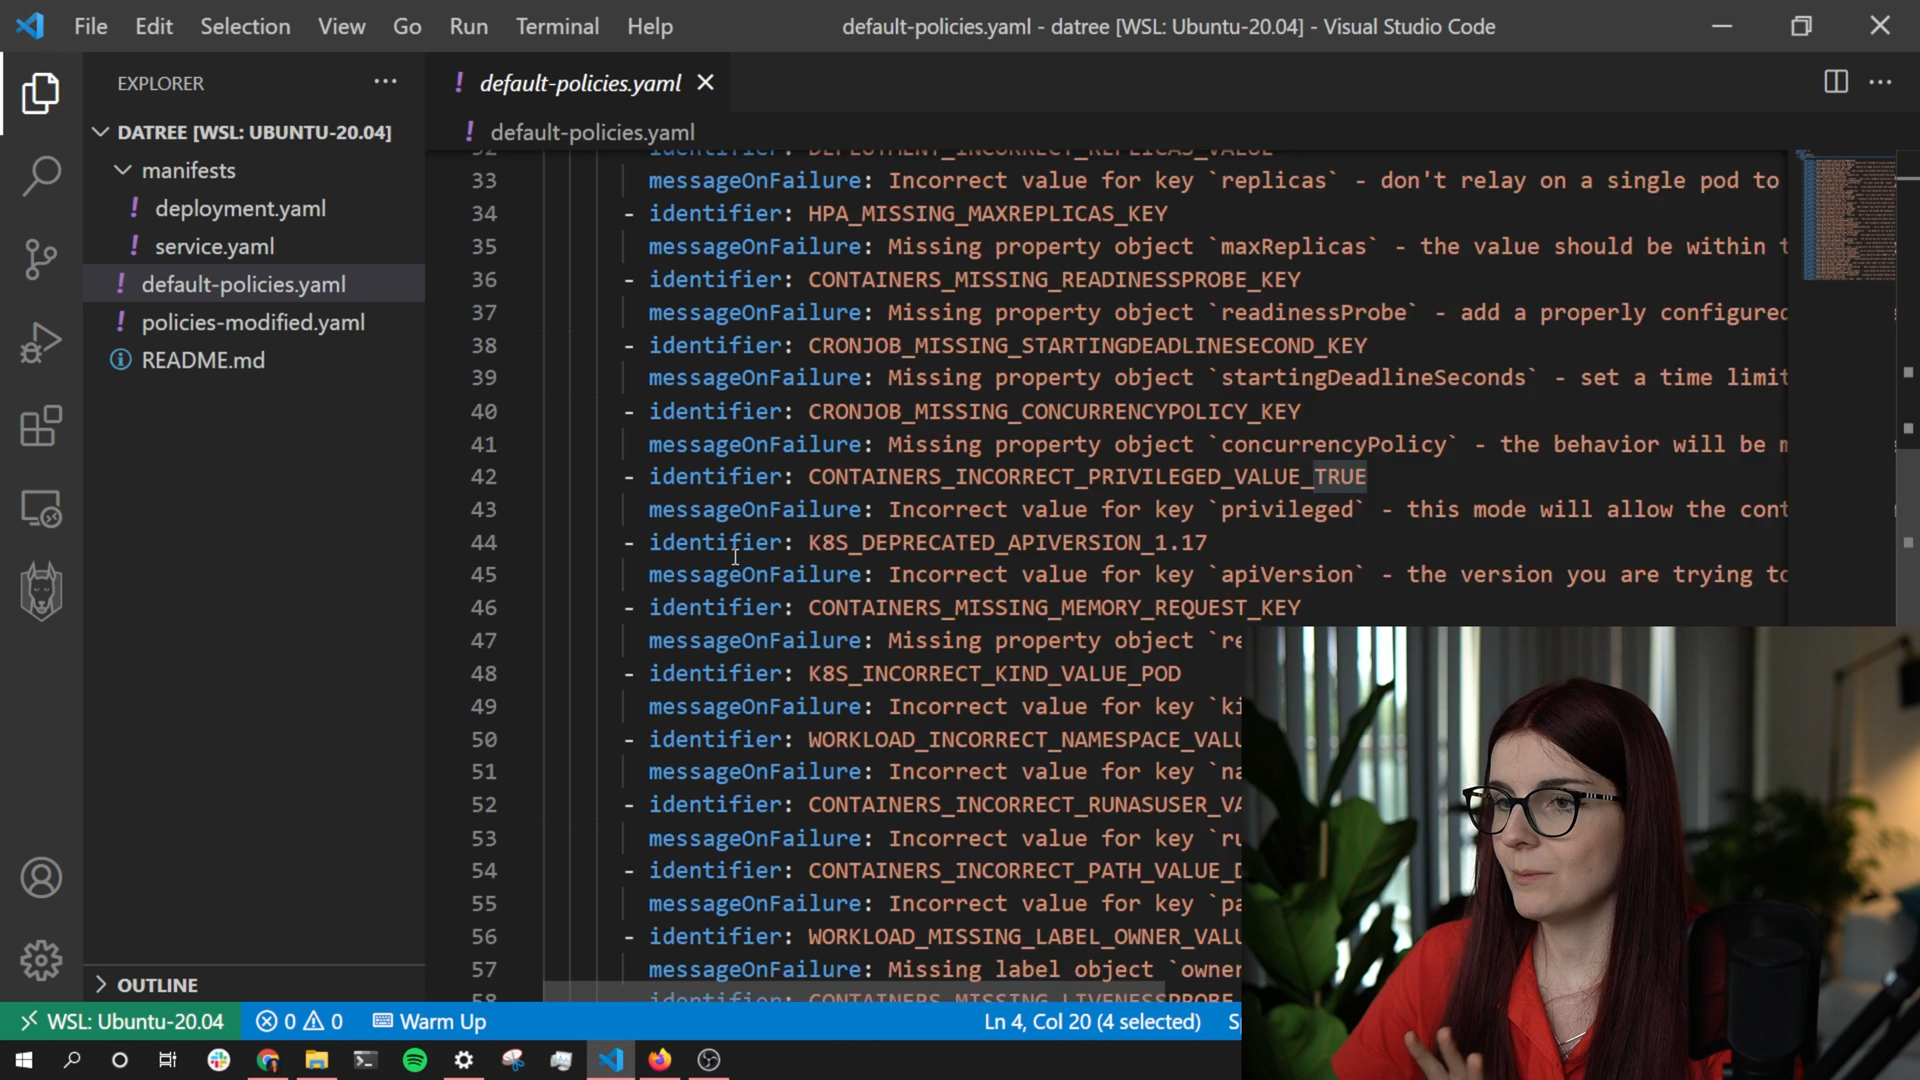 File Edit Selection View Go Run Terminal Help default-policies.yaml - datree [WSL: Ubuntu-20.04] - Visual Studio Code
EXPLORER
DATREE [WSL: UBUNTU-20.04]
manifests
deployment.yaml
service.yaml
default-policies.yaml
policies-modified.yaml
README.md
OUTLINE
default-policies.yaml
default-policies.yaml
32 identifier: DEPLOYMENT_INCORRECT_REPLICAS_VALUE
33 messageOnFailure: Incorrect value for key `replicas` - don't relay on a single pod to
34 - identifier: HPA_MISSING_MAXREPLICAS_KEY
35 messageOnFailure: Missing property object `maxReplicas` - the value should be within
36 - identifier: CONTAINERS_MISSING_READINESSPROBE_KEY
37 messageOnFailure: Missing property object `readinessProbe` - add a properly configured
38 - identifier: CRONJOB_MISSING_STARTINGDEADLINESECOND_KEY
39 messageOnFailure: Missing property object `startingDeadlineSeconds` - set a time limit
40 - identifier: CRONJOB_MISSING_CONCURRENCYPOLICY_KEY
41 messageOnFailure: Missing property object `concurrencyPolicy` - the behavior will be
42 - identifier: CONTAINERS_INCORRECT_PRIVILEGED_VALUE_TRUE
43 messageOnFailure: Incorrect value for key `privileged` - this mode will allow the cont
44 - identifier: K8S_DEPRECATED_APIVERSION_1.17
45 messageOnFailure: Incorrect value for key `apiVersion` - the version you are trying to
46 - identifier: CONTAINERS_MISSING_MEMORY_REQUEST_KEY
47 messageOnFailure: Missing property object `re
48 - identifier: K8S_INCORRECT_KIND_VALUE_POD
49 messageOnFailure: Incorrect value for key `ki
50 - identifier: WORKLOAD_INCORRECT_NAMESPACE_VALU
51 messageOnFailure: Incorrect value for key `na
52 - identifier: CONTAINERS_INCORRECT_RUNASUSER_VA
53 messageOnFailure: Incorrect value for key `ru
54 - identifier: CONTAINERS_INCORRECT_PATH_VALUE_D
55 messageOnFailure: Incorrect value for key `pa
56 - identifier: WORKLOAD_MISSING_LABEL_OWNER_VALU
57 messageOnFailure: Missing label object `owner
58 identifier: CONTAINERS_MISSING_LIVENESSPROBE
WSL: Ubuntu-20.04 0 0 Warm Up Ln 4, Col 20 (4 selected)